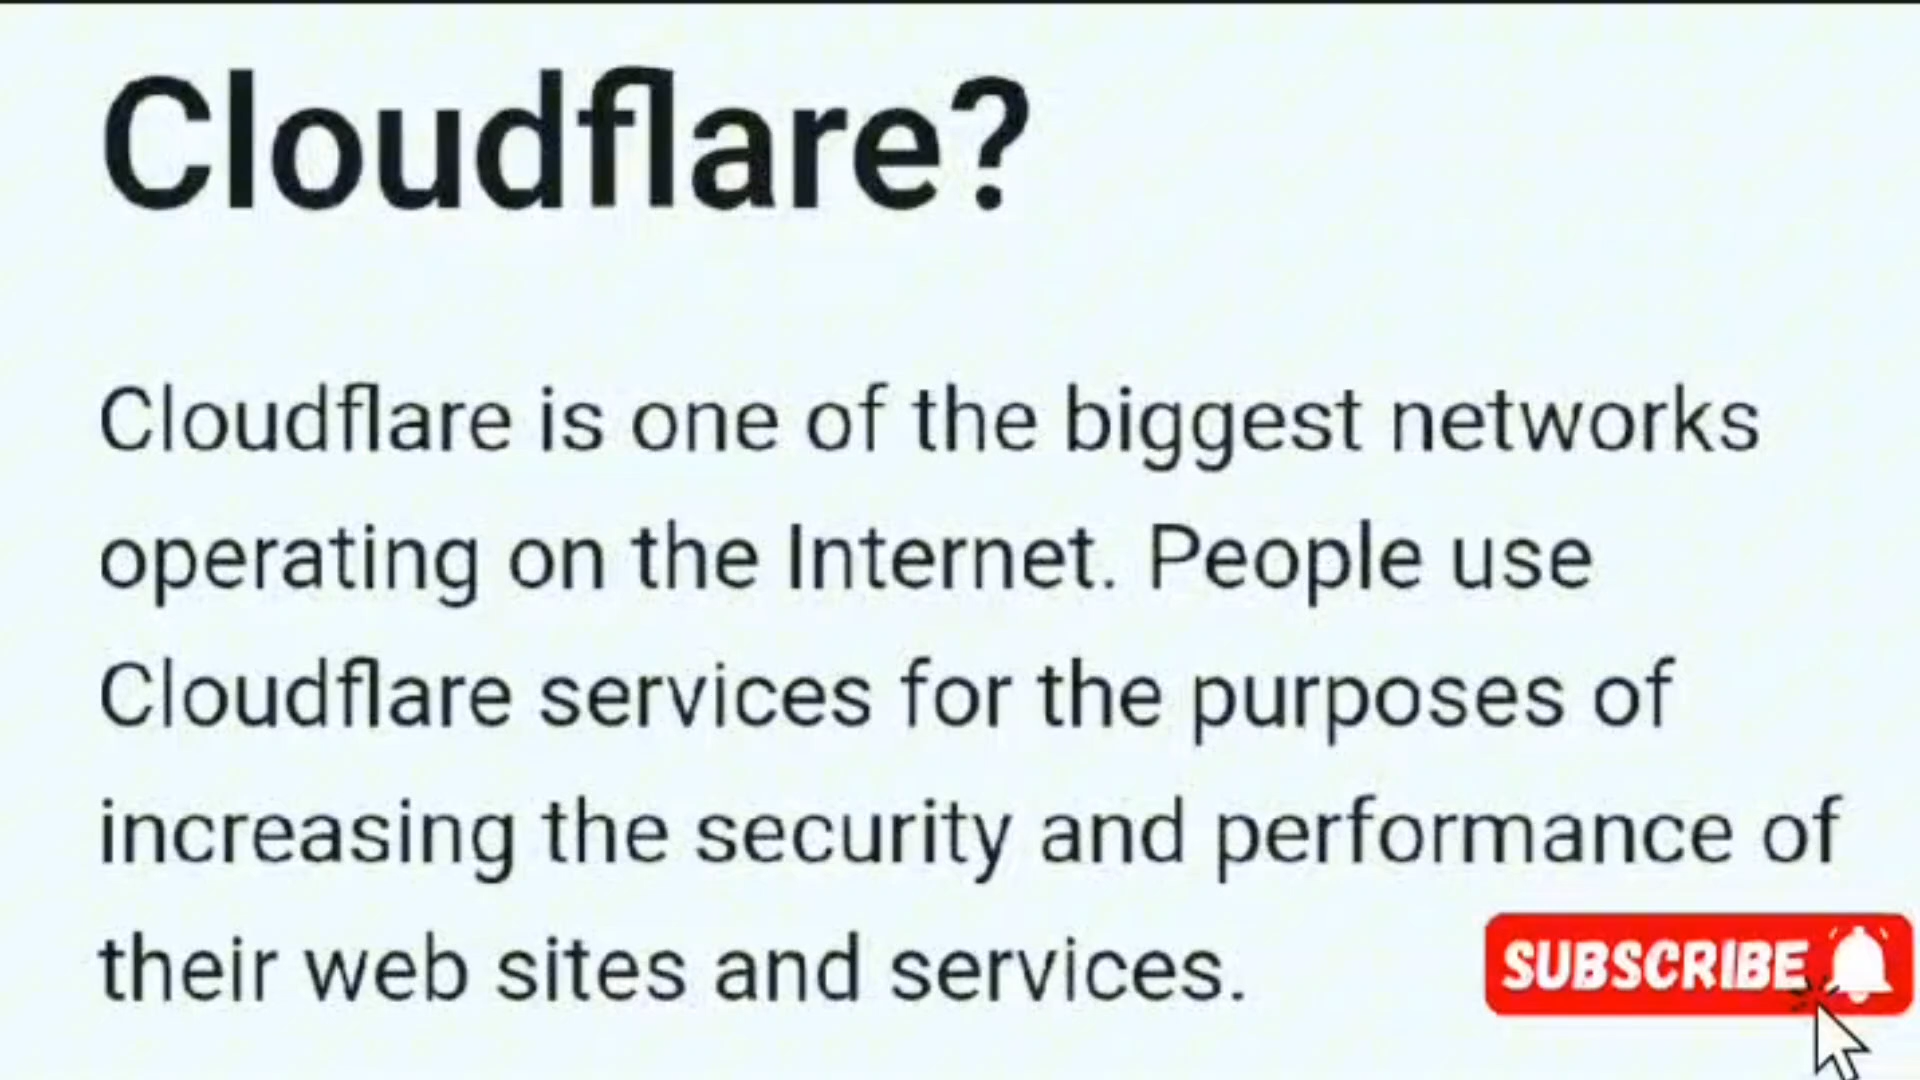 Cloudflare?
Cloudflare is one of the biggest networks
operating on the Internet. People use
Cloudflare services for the purposes of
increasing the security and performance of
their web sites and services.
SUBSCRIBE